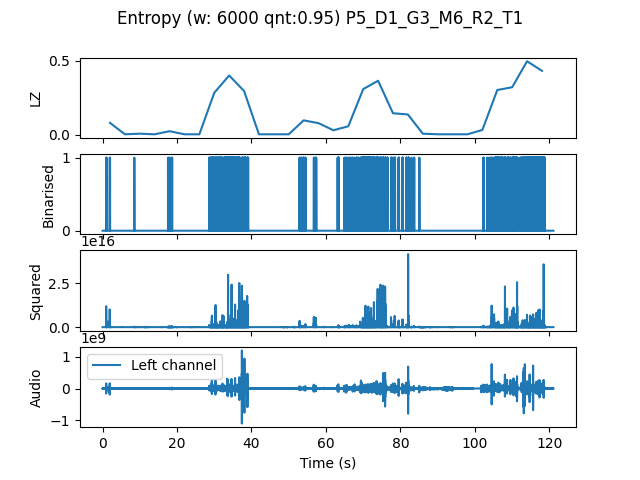 Entropy (w: 6000 qnt:0.95) P5_D1_G3_M6_R2_T1
0.5
LZ
0.0
1
Binarised
0
1e16
2.5
Squared
0.0
1e9
1
Left channel
Audio
0
−1
0 20 40 60 80 100 120
Time (s)